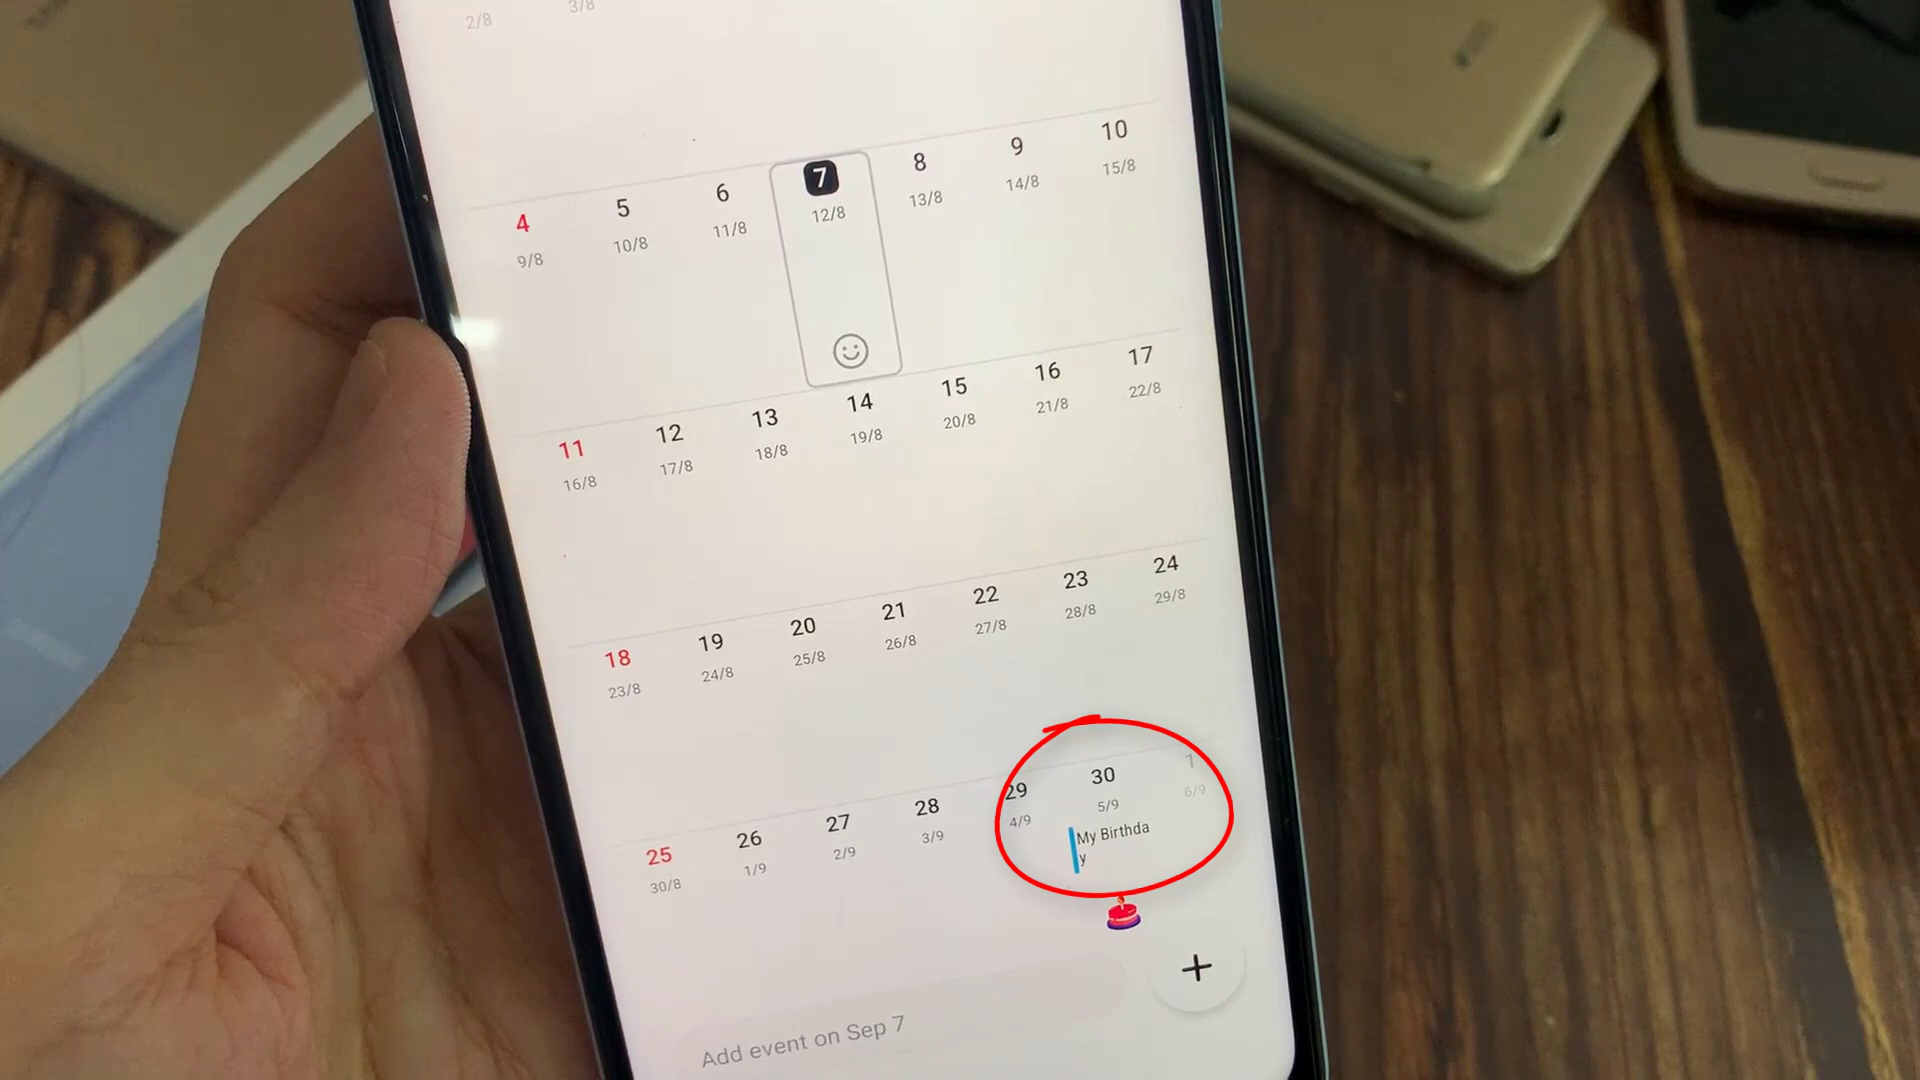 2/8 3/8
4 5 6 7 8 9 10
9/8 10/8 11/8 12/8 13/8 14/8 15/8
11 12 13 14 15 16 17
16/8 17/8 18/8 19/8 20/8 21/8 22/8
18 19 20 21 22 23 24
23/8 24/8 25/8 26/8 27/8 28/8 29/8
25 26 27 28 29 30 1
30/8 1/9 2/9 3/9 4/9 5/9 6/9
My Birthda
y
Add event on Sep 7